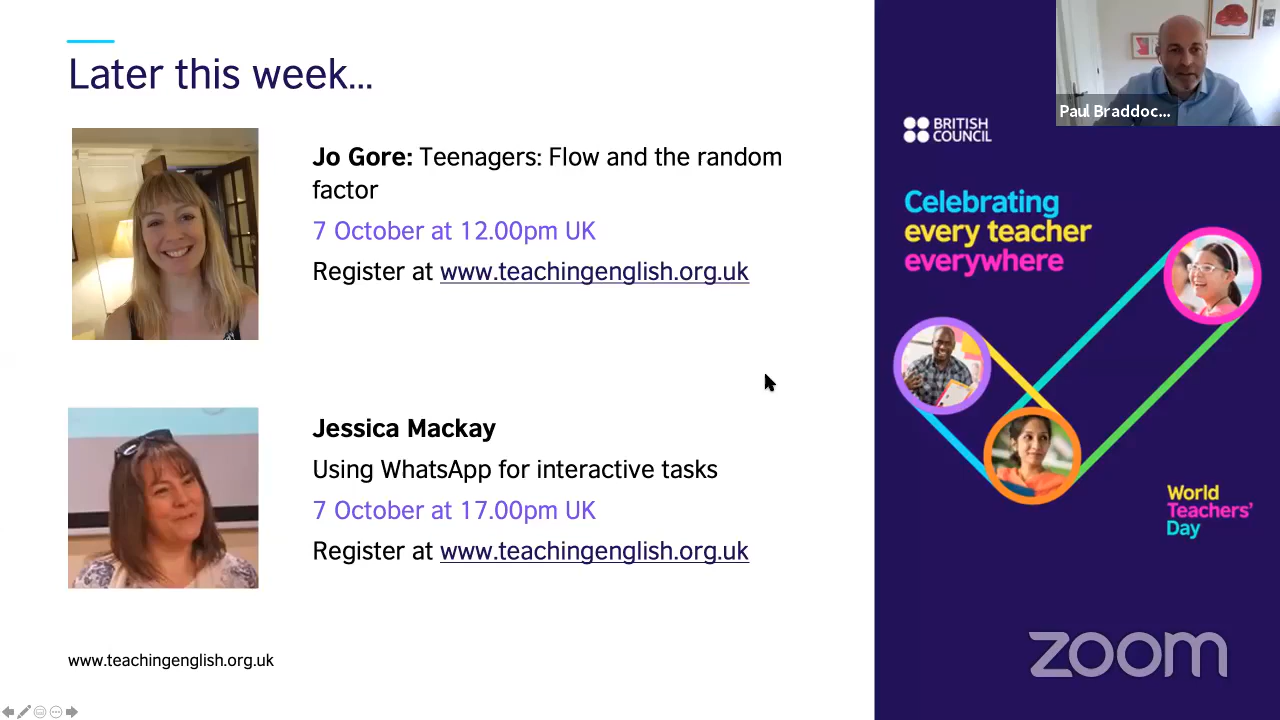 Later this week...
Jo Gore: Teenagers: Flow and the random
factor
7 October at 12.00pm UK
Register at www.teachingenglish.org.uk
Jessica Mackay
Using WhatsApp for interactive tasks
7 October at 17.00pm UK
Register at www.teachingenglish.org.uk
www.teachingenglish.org.uk
Paul Braddoc...
BRITISH
COUNCIL
Celebrating
every teacher
everywhere
World
Teachers'
Day
zoom